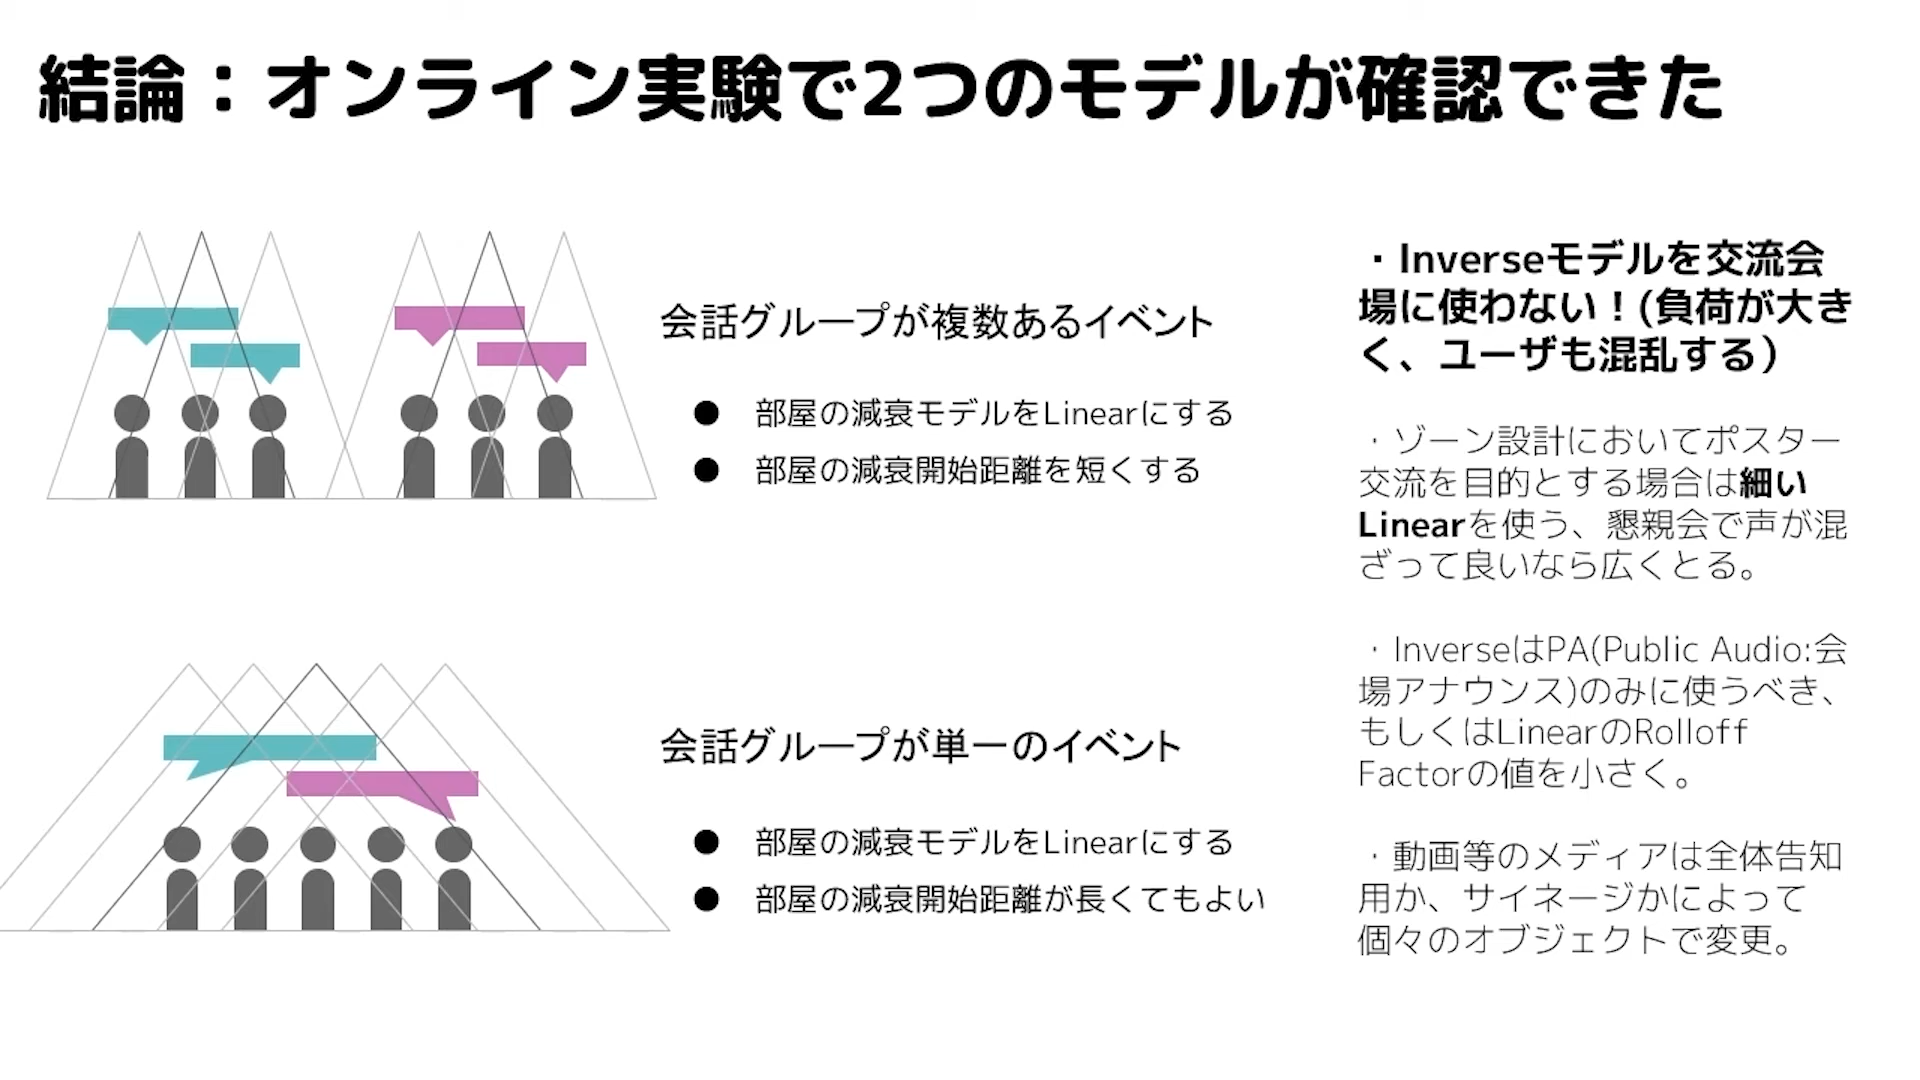 結論：オンライン実験で2つのモデルが確認できた
会話グループが複数あるイベント
● 部屋の減衰モデルをLinearにする
● 部屋の減衰開始距離を短くする
会話グループが単一のイベント
● 部屋の減衰モデルをLinearにする
● 部屋の減衰開始距離が長くてもよい
・Inverseモデルを交流会
場に使わない！(負荷が大き
く、ユーザも混乱する）
・ゾーン設計においてポスター
交流を目的とする場合は細い
Linearを使う、懇親会で声が混
ざって良いなら広くとる。
・InverseはPA(Public Audio:会
場アナウンス)のみに使うべき、
もしくはLinearのRolloff
Factorの値を小さく。
・動画等のメディアは全体告知
用か、サイネージかによって
個々のオブジェクトで変更。